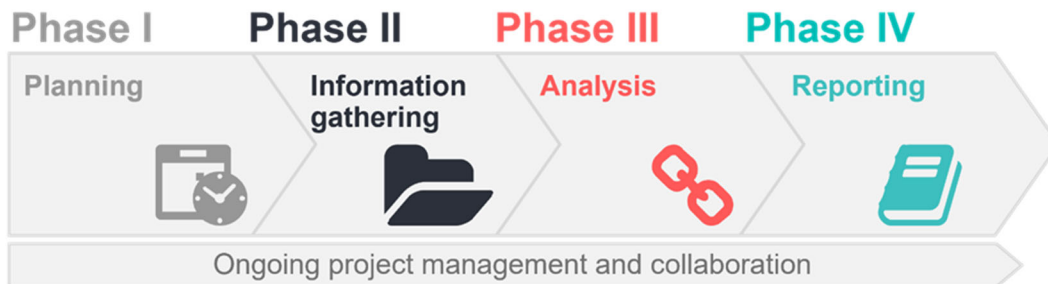 Phase I
Phase II
Phase III
Phase IV
Planning
Information
gathering
Analysis
Reporting
Ongoing project management and collaboration